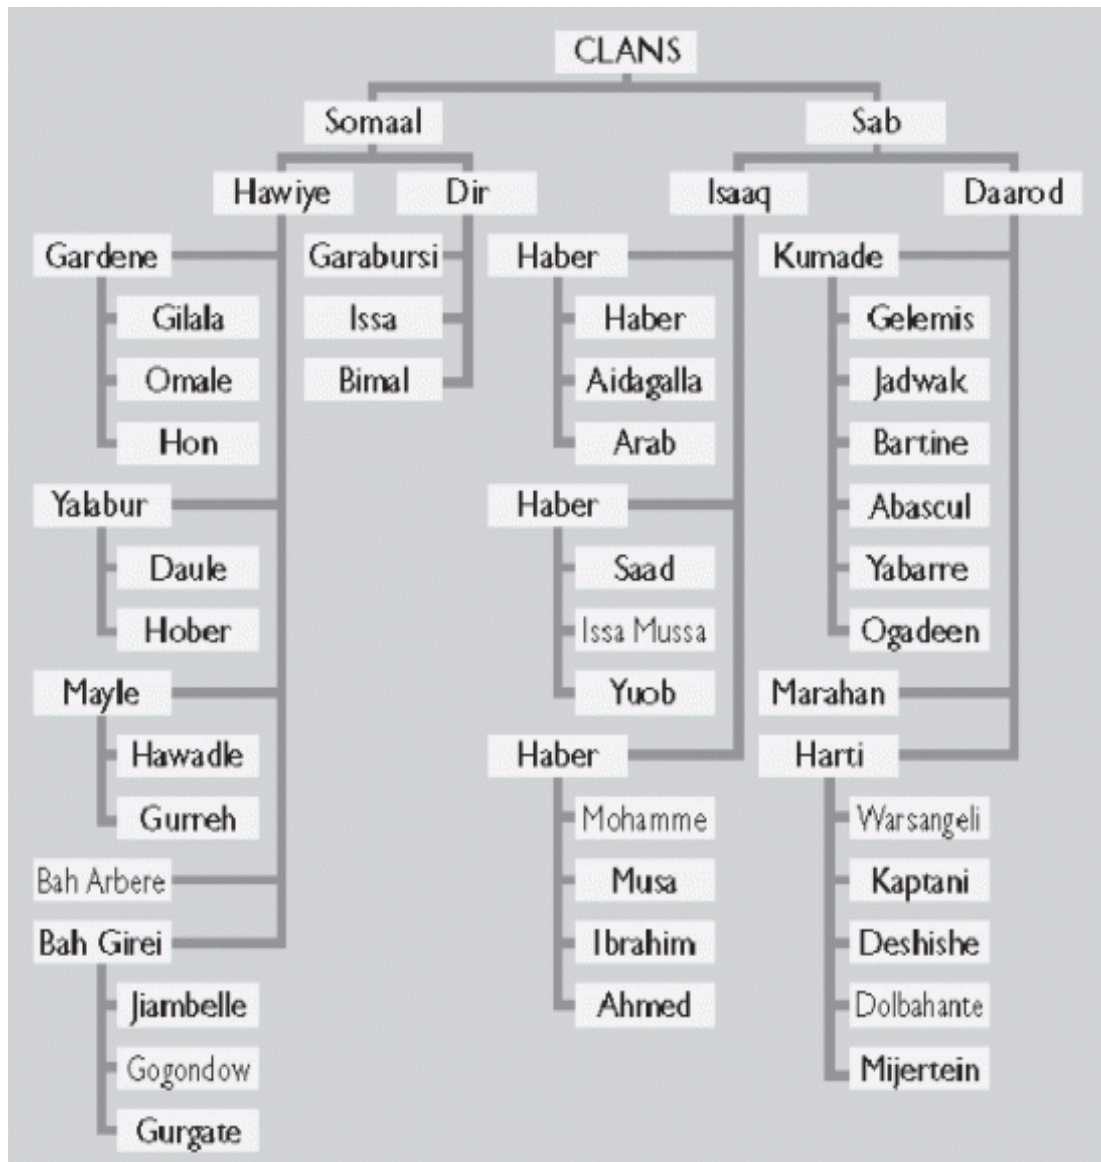 CLANS
Somaal
Sab
Hawiye
Dir
Isaaq
Daarod
Gardene
Gilala
Omale
Hon
Yalabur
Daule
Hober
Mayle
Hawadle
Gurreh
Bah Arbere
Bah Girei
Jiambelle
Gogondow
Gurgate
Garabursi
Issa
Bimal
Haber
Haber
Aidagalla
Arab
Haber
Saad
Issa Mussa
Yuob
Haber
Mohamme
Musa
Ibrahim
Ahmed
Kumade
Gelemis
Jadwak
Bartine
Abascul
Yabarre
Ogadeen
Marahan
Harti
Warsangeli
Kaptani
Deshishe
Dolbahante
Mijertein